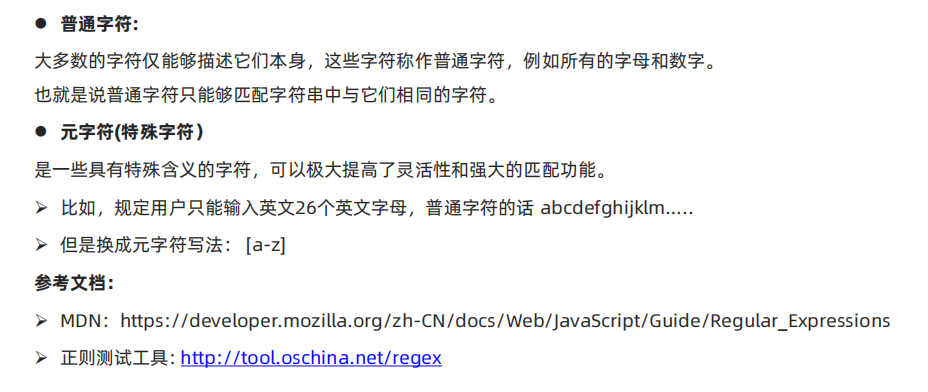 ● 普通字符:
大多数的字符仅能够描述它们本身，这些字符称作普通字符，例如所有的字母和数字。
也就是说普通字符只能够匹配字符串中与它们相同的字符。
● 元字符(特殊字符）
是一些具有特殊含义的字符，可以极大提高了灵活性和强大的匹配功能。
➢ 比如，规定用户只能输入英文26个英文字母，普通字符的话 abcdefghijklm.....
➢ 但是换成元字符写法： [a-z]
参考文档：
➢ MDN：https://developer.mozilla.org/zh-CN/docs/Web/JavaScript/Guide/Regular_Expressions
➢ 正则测试工具: http://tool.oschina.net/regex